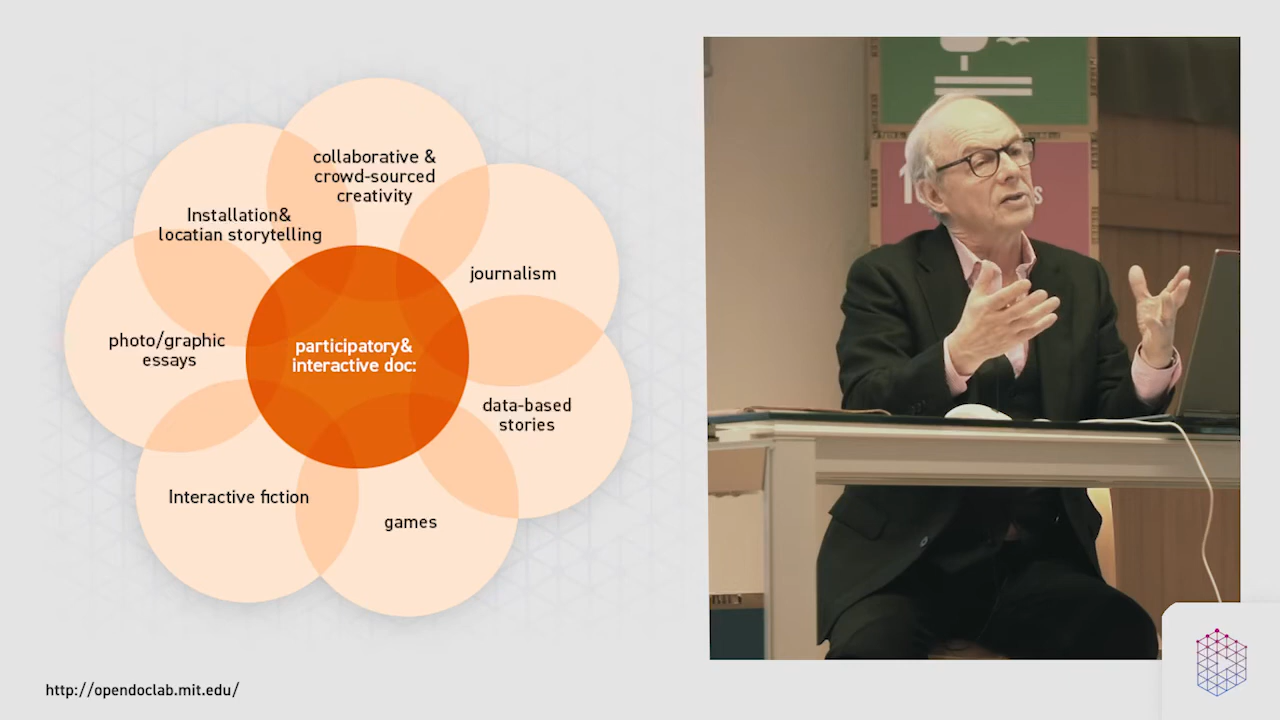 collaborative &
crowd-sourced
creativity
Installation&
locatian storytelling
journalism
photo/graphic
essays
participatory&
interactive doc:
data-based
stories
Interactive fiction
games
http://opendoclab.mit.edu/